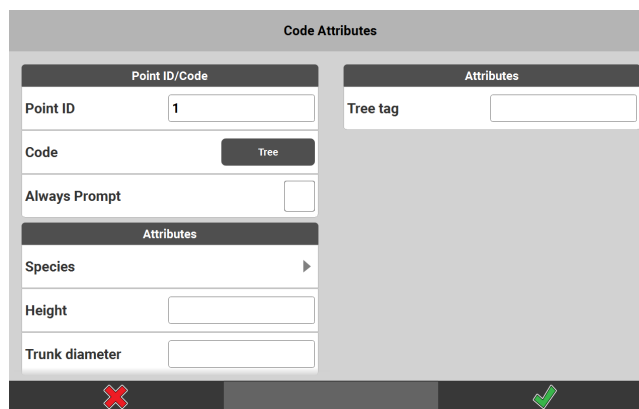 Code Attributes
Point ID/Code
Point ID 1
Code Tree
Always Prompt
Attributes
Species
Height
Trunk diameter
Attributes
Tree tag